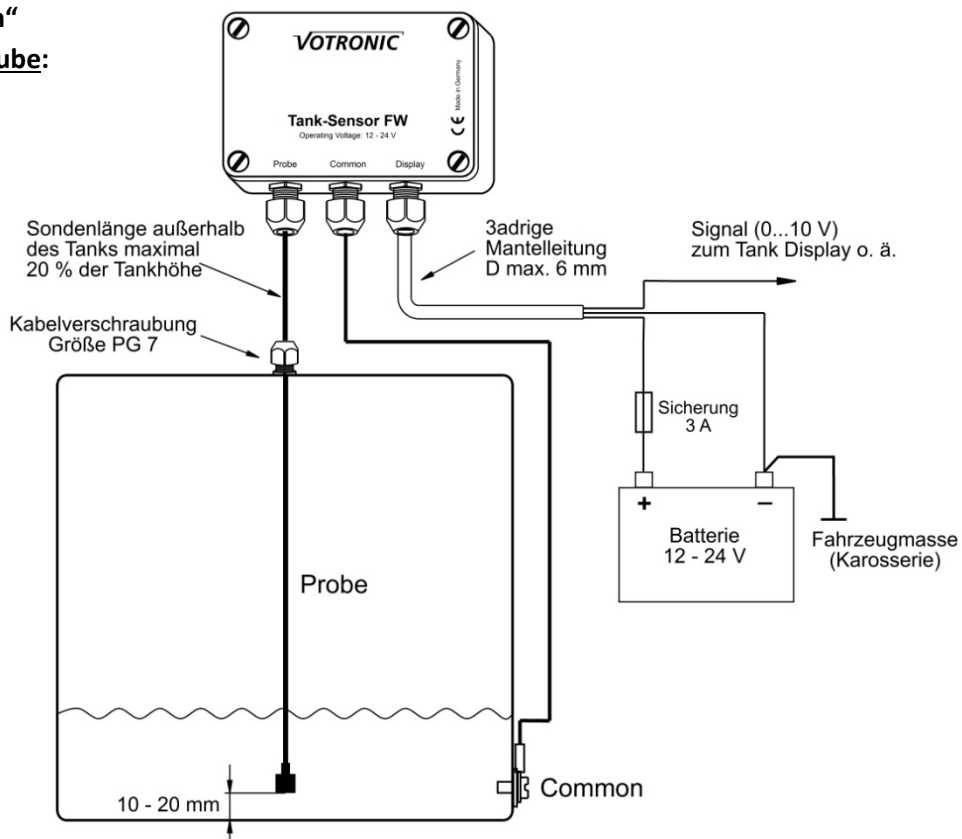 n“
ube:
VOTRONIC
Made in Germany
CE
Tank-Sensor FW
Operating Voltage: 12 - 24 V
Probe Common Display
Sondenlänge außerhalb
des Tanks maximal
20 % der Tankhöhe
3adrige
Mantelleitung
D max. 6 mm
Signal (0...10 V)
zum Tank Display o. ä.
Kabelverschraubung
Größe PG 7
Sicherung
3 A
+ –
Batterie
12 - 24 V
Fahrzeugmasse
(Karosserie)
Probe
10 - 20 mm
Common